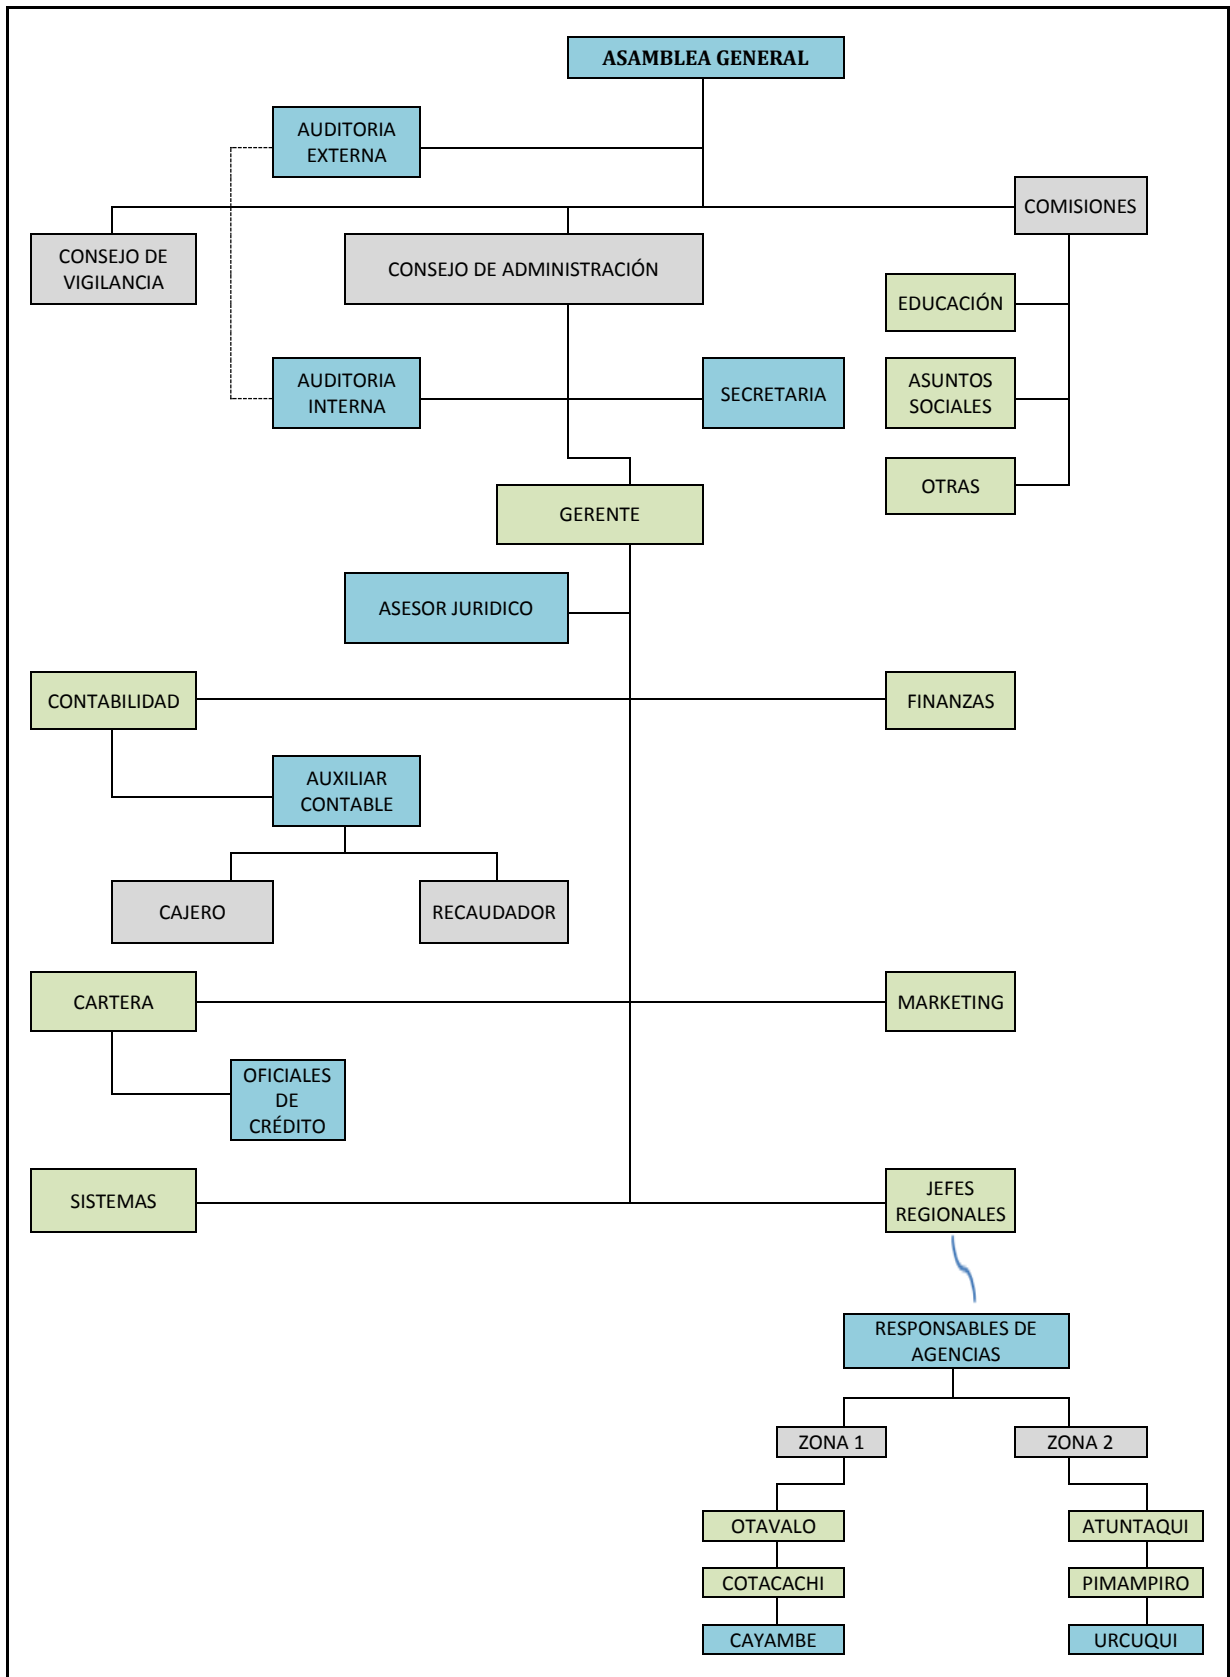 ASAMBLEA GENERAL
AUDITORIA
EXTERNA
COMISIONES
CONSEJO DE
VIGILANCIA
CONSEJO DE ADMINISTRACIÓN
EDUCACIÓN
AUDITORIA
INTERNA
SECRETARIA
ASUNTOS
SOCIALES
OTRAS
GERENTE
ASESOR JURIDICO
CONTABILIDAD
FINANZAS
AUXILIAR
CONTABLE
CAJERO
RECAUDADOR
CARTERA
MARKETING
OFICIALES
DE
CRÉDITO
SISTEMAS
JEFES
REGIONALES
RESPONSABLES DE
AGENCIAS
ZONA 1
ZONA 2
OTAVALO
ATUNTAQUI
COTACACHI
PIMAMPIRO
CAYAMBE
URCUQUI